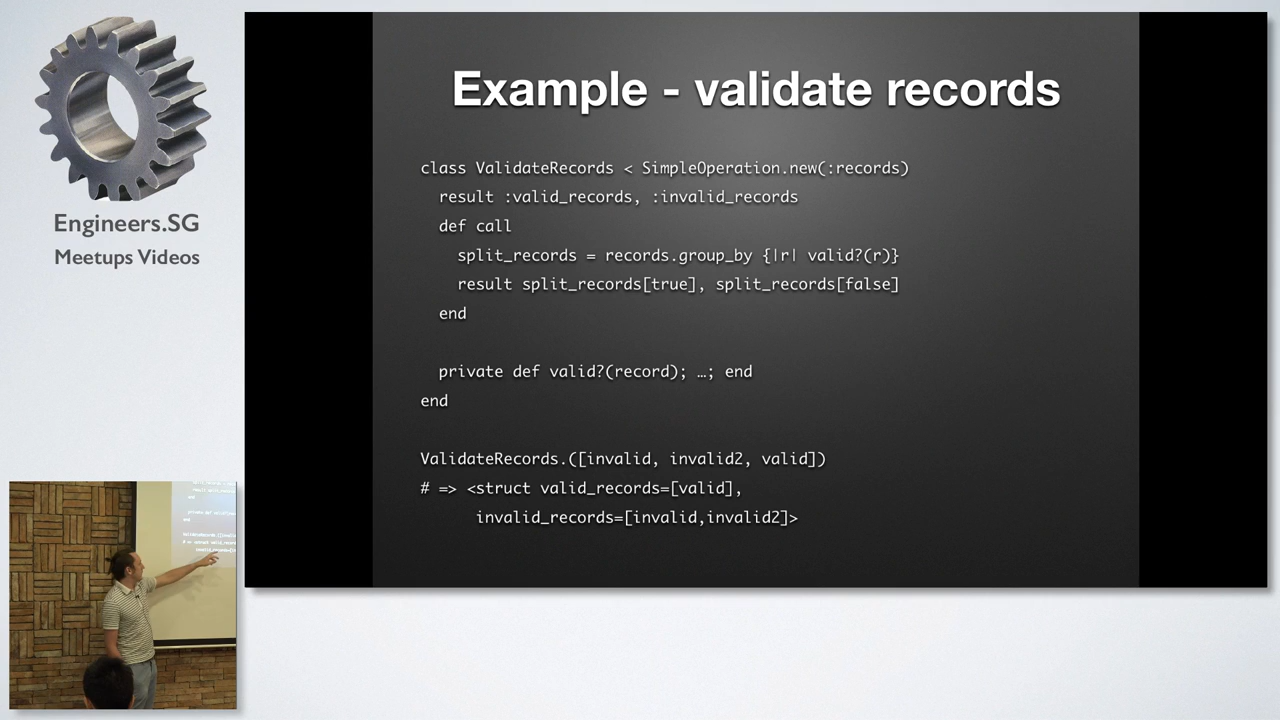 Engineers.SG
Meetups Videos
Example - validate records
class ValidateRecords < SimpleOperation.new(:records)
  result :valid_records, :invalid_records
  def call
    split_records = records.group_by {|r| valid?(r)}
    result split_records[true], split_records[false]
  end
  private def valid?(record); …; end
end
ValidateRecords.([invalid, invalid2, valid])
# => <struct valid_records=[valid],
      invalid_records=[invalid,invalid2]>